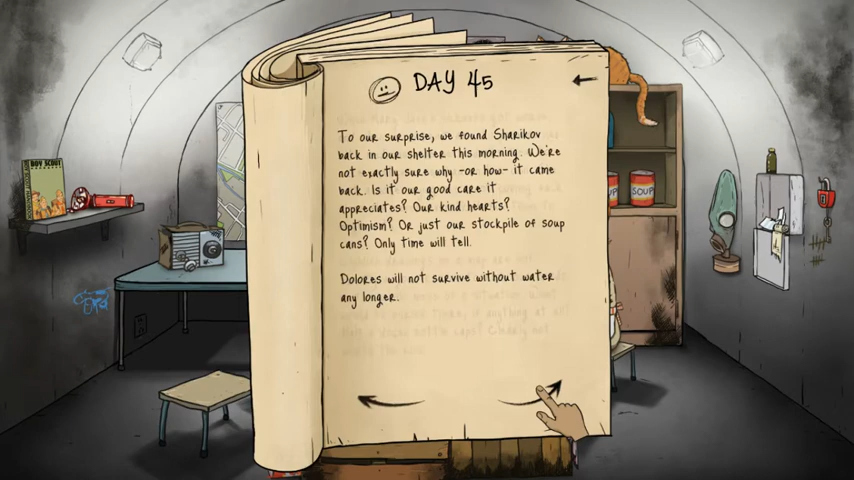 DAY 45
To our surprise, we found Sharikov
back in our shelter this morning. We're
not exactly sure why -or how- it came
back. Is it our good care it
appreciates? Our kind hearts?
Optimism? Or just our stockpile of soup
cans? Only time will tell.
Dolores will not survive without water
any longer.
BOY SCOUT
SOUP